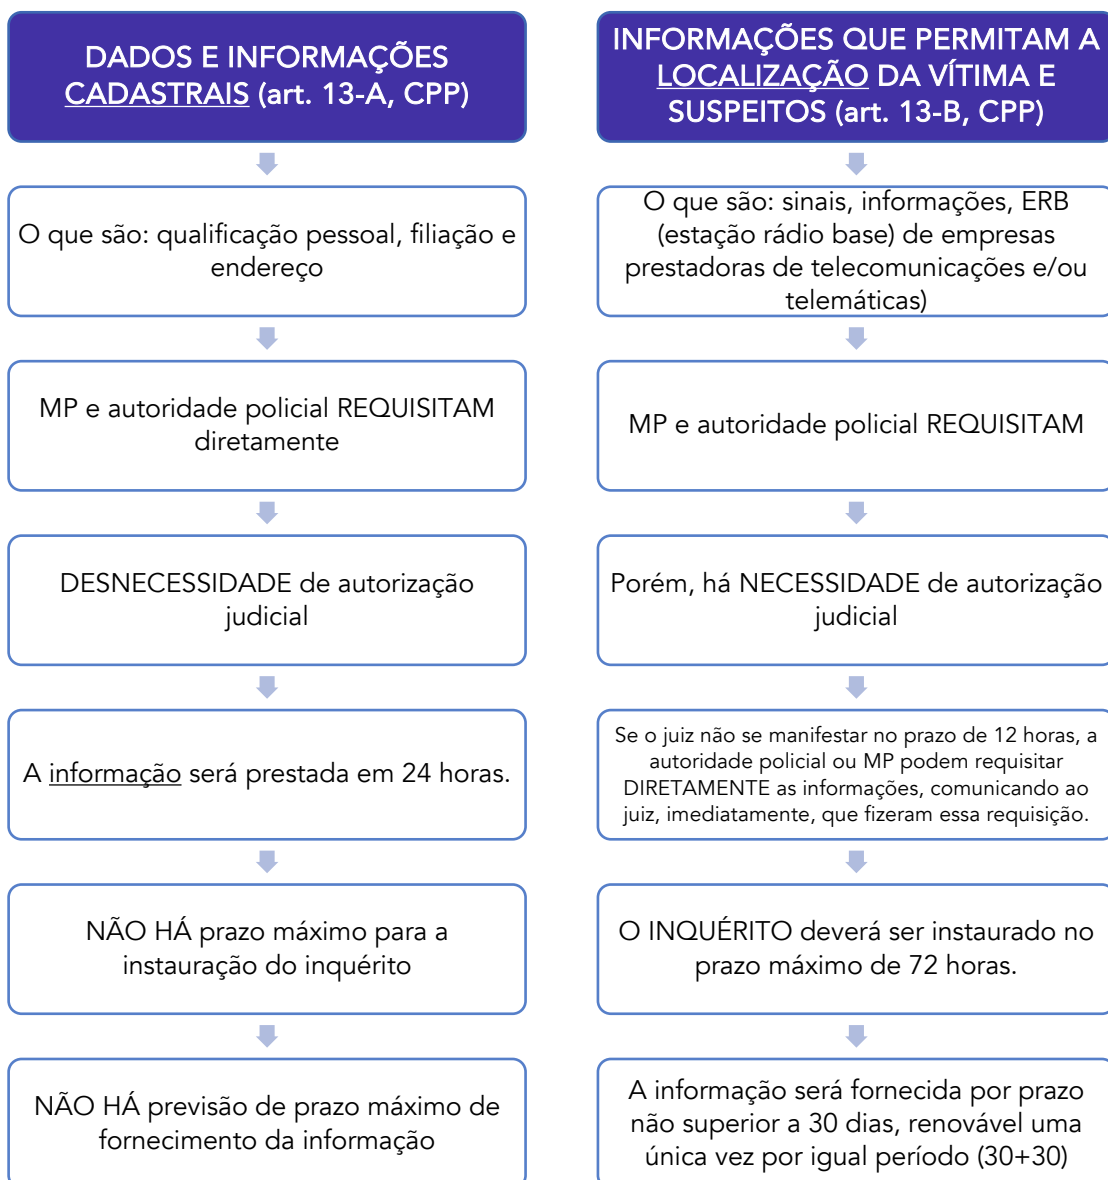 DADOS E INFORMAÇÕES
CADASTRAIS (art. 13-A, CPP)
O que são: qualificação pessoal, filiação e
endereço
MP e autoridade policial REQUISITAM
diretamente
DESNECESSIDADE de autorização
judicial
A informação será prestada em 24 horas.
NÃO HÁ prazo máximo para a
instauração do inquérito
NÃO HÁ previsão de prazo máximo de
fornecimento da informação
INFORMAÇÕES QUE PERMITAM A
LOCALIZAÇÃO DA VÍTIMA E
SUSPEITOS (art. 13-B, CPP)
O que são: sinais, informações, ERB
(estação rádio base) de empresas
prestadoras de telecomunicações e/ou
telemáticas)
MP e autoridade policial REQUISITAM
Porém, há NECESSIDADE de autorização
judicial
Se o juiz não se manifestar no prazo de 12 horas, a
autoridade policial ou MP podem requisitar
DIRETAMENTE as informações, comunicando ao
juiz, imediatamente, que fizeram essa requisição.
O INQUÉRITO deverá ser instaurado no
prazo máximo de 72 horas.
A informação será fornecida por prazo
não superior a 30 dias, renovável uma
única vez por igual período (30+30)